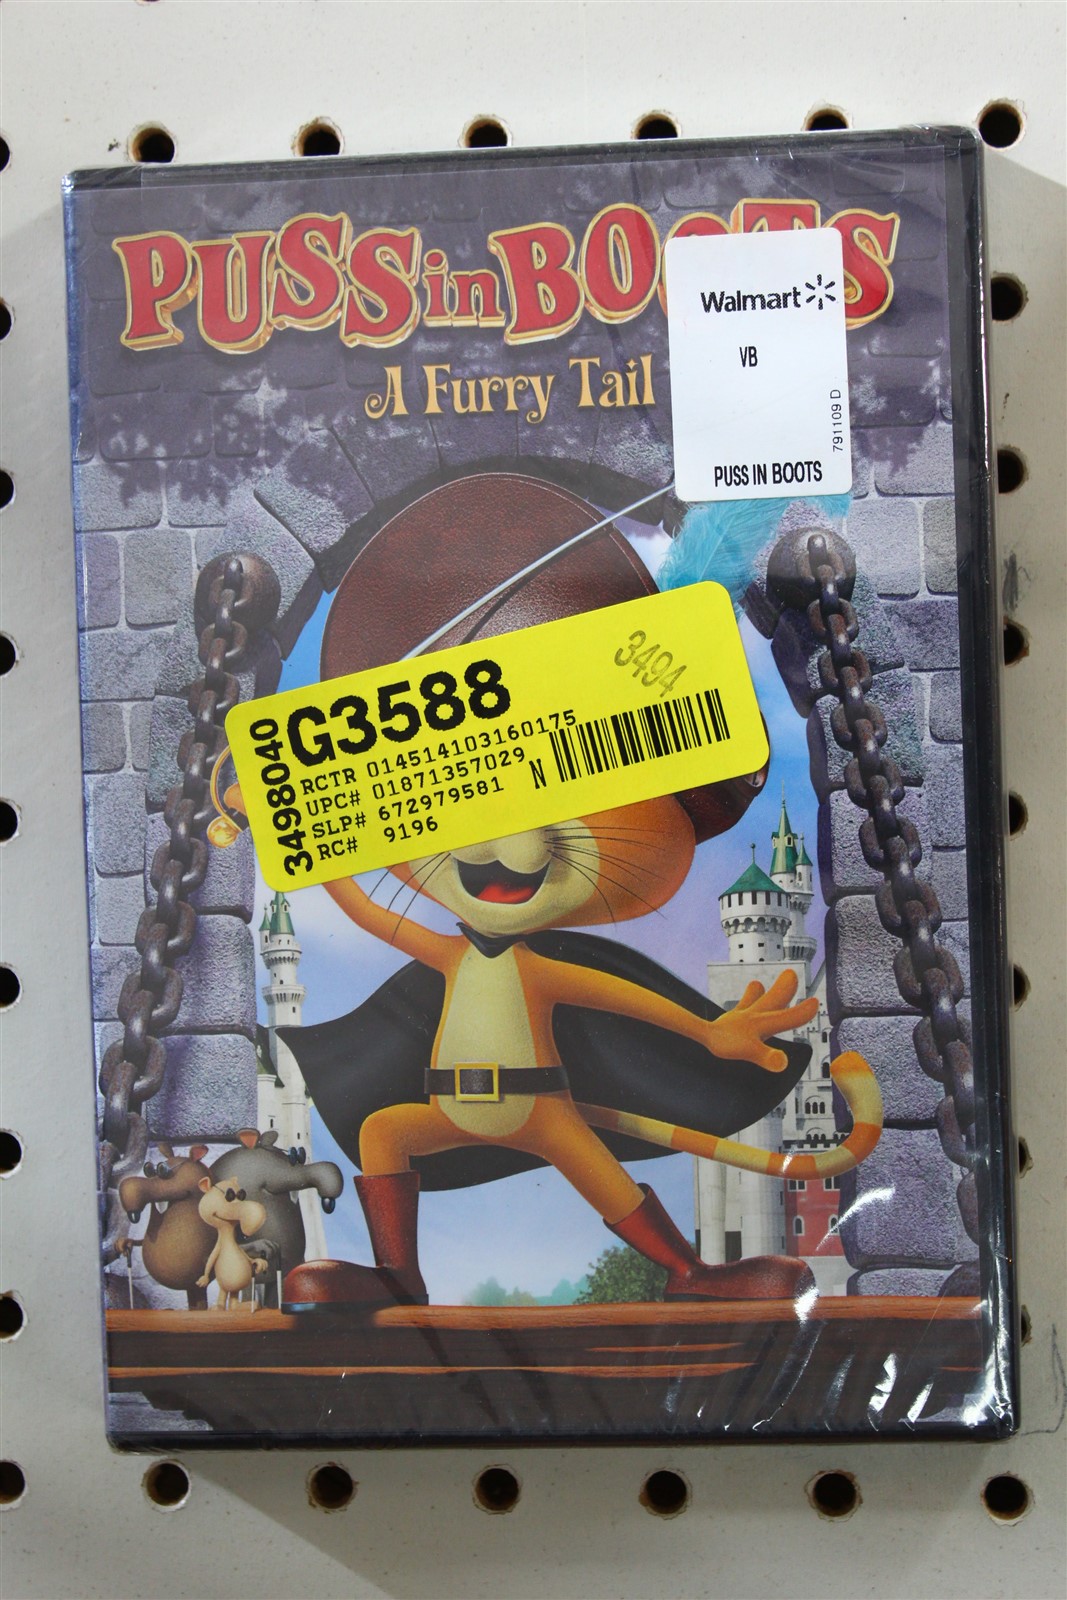 PUSS in BOOTS
A Furry Tail
Walmart
VB
791109 D
PUSS IN BOOTS
3498040
G3588
3494
RCTR 014514103160175
UPC# 01871357029 N
SLP# 672979581
RC# 9196